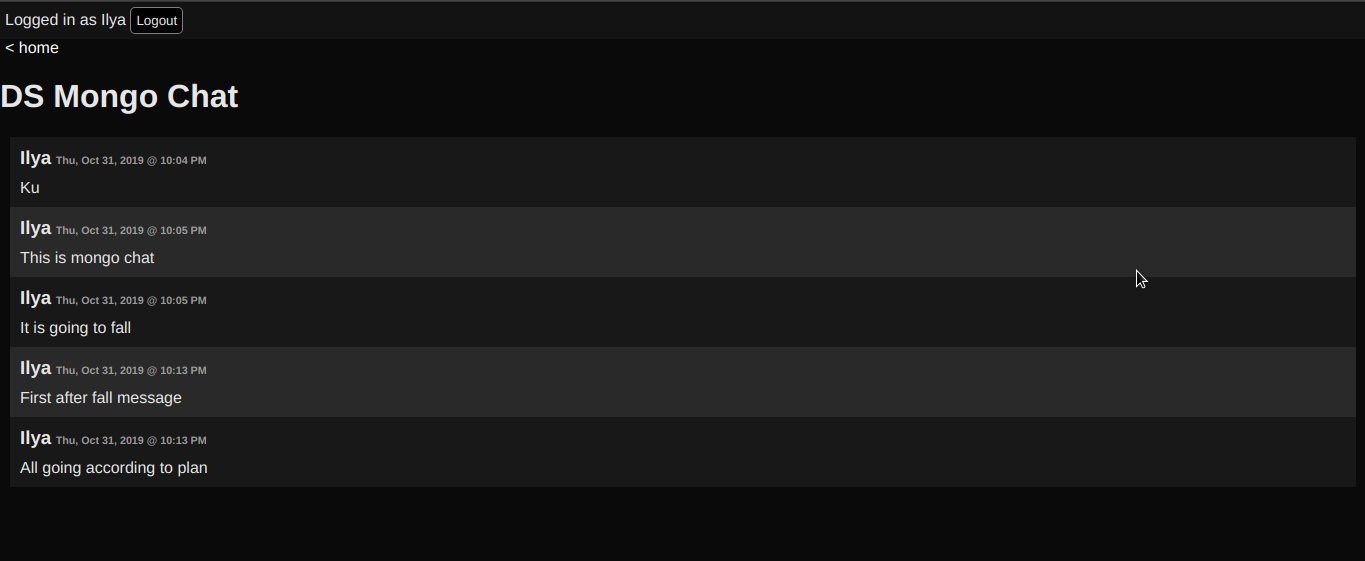 Logged in as Ilya Logout
< home
DS Mongo Chat
Ilya Thu, Oct 31, 2019 @ 10:04 PM
Ku
Ilya Thu, Oct 31, 2019 @ 10:05 PM
This is mongo chat
Ilya Thu, Oct 31, 2019 @ 10:05 PM
It is going to fall
Ilya Thu, Oct 31, 2019 @ 10:13 PM
First after fall message
Ilya Thu, Oct 31, 2019 @ 10:13 PM
All going according to plan